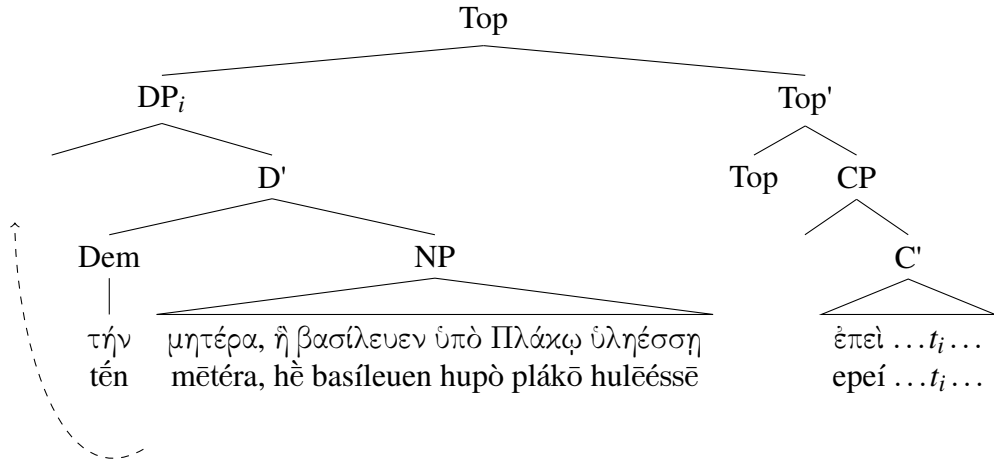 Top
DPi Top'
D' Top CP
Dem NP C'
τήν μητέρα, ἣ βασίλευεν ὑπὸ Πλάκῳ ὑληέσσῃ ἐπεὶ …ti…
tḗn mētéra, hḕ basíleuen hupò plákō hulēéssē epeí …ti…